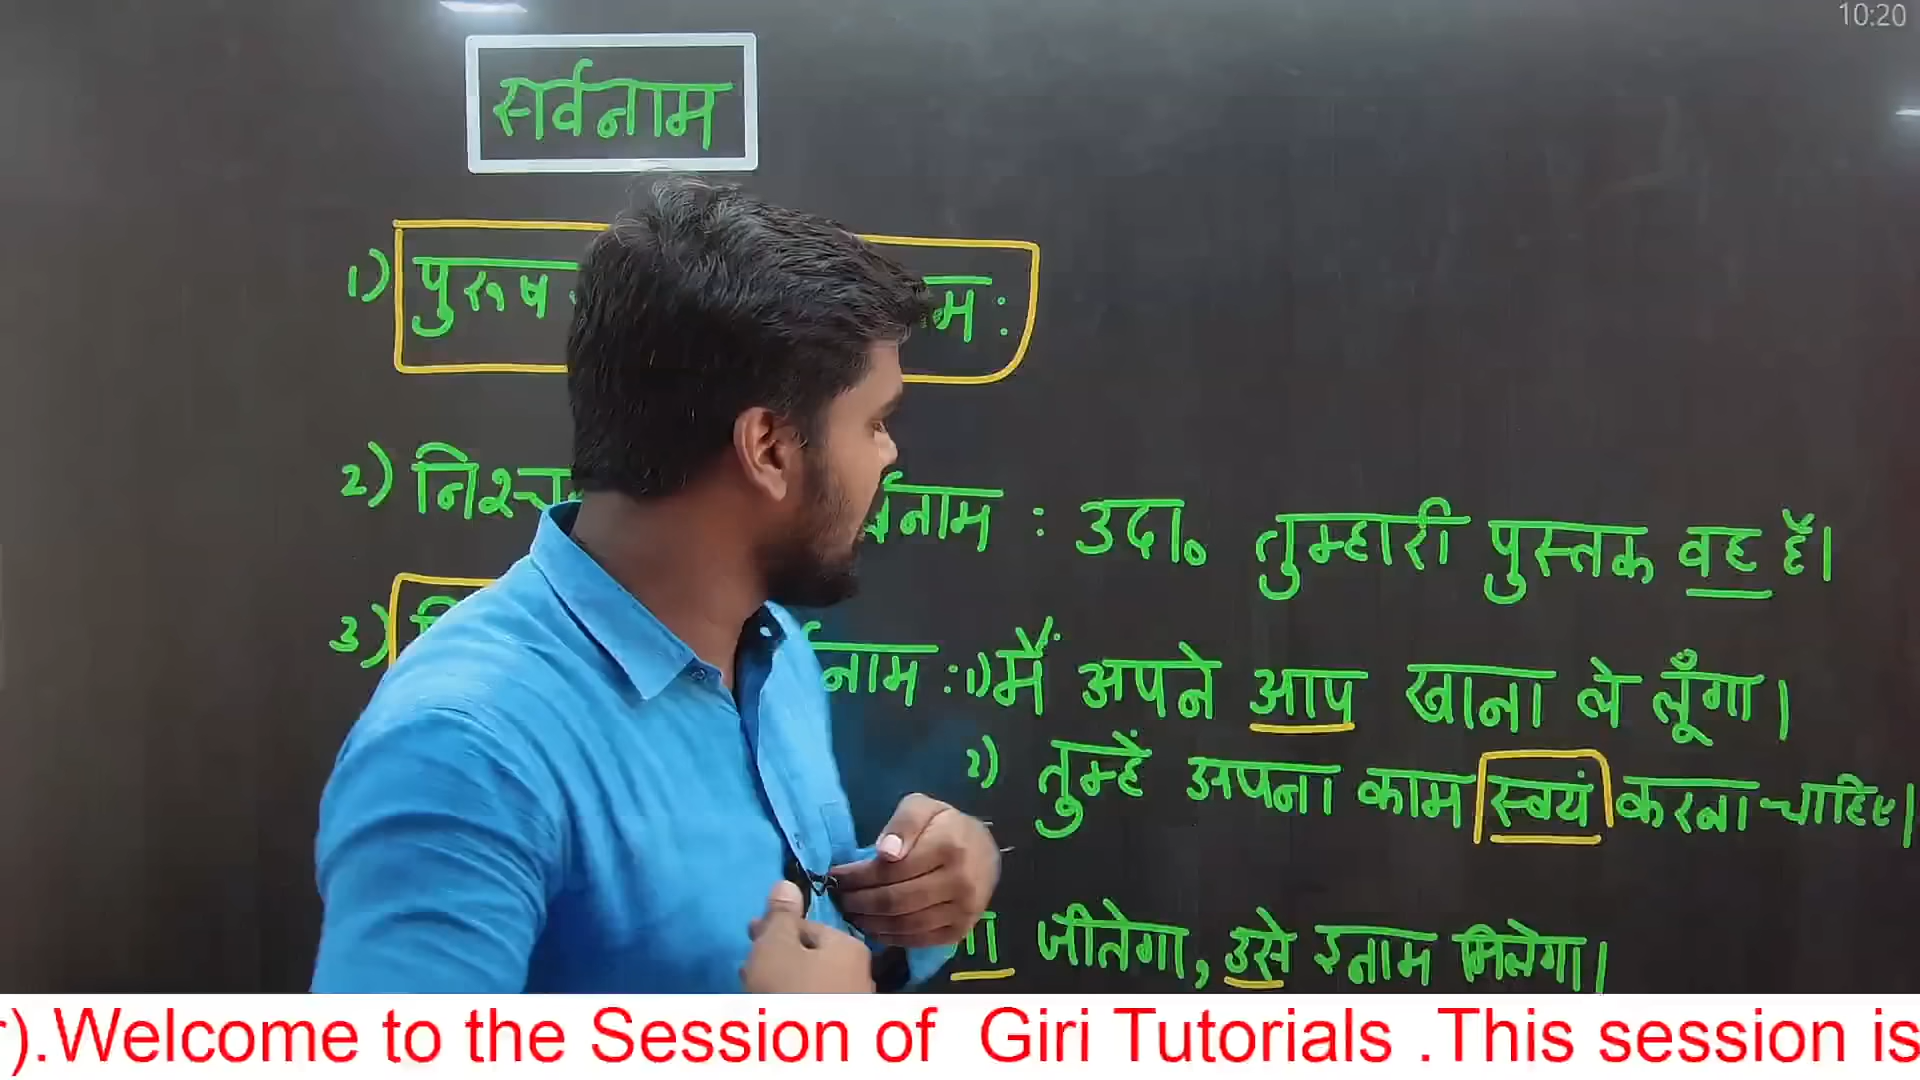 10:20
सर्वनाम
1) पुरूष
2) नाम : उदा० तुम्हारी पुस्तक वह है।
3) नाम : 1) मैं अपने आप खाना ले लूँगा।
2) तुम्हें अपना काम स्वयं करना चाहिए।
जीतेगा, उसे इनाम मिलेगा।
r).Welcome to the Session of Giri Tutorials .This session is